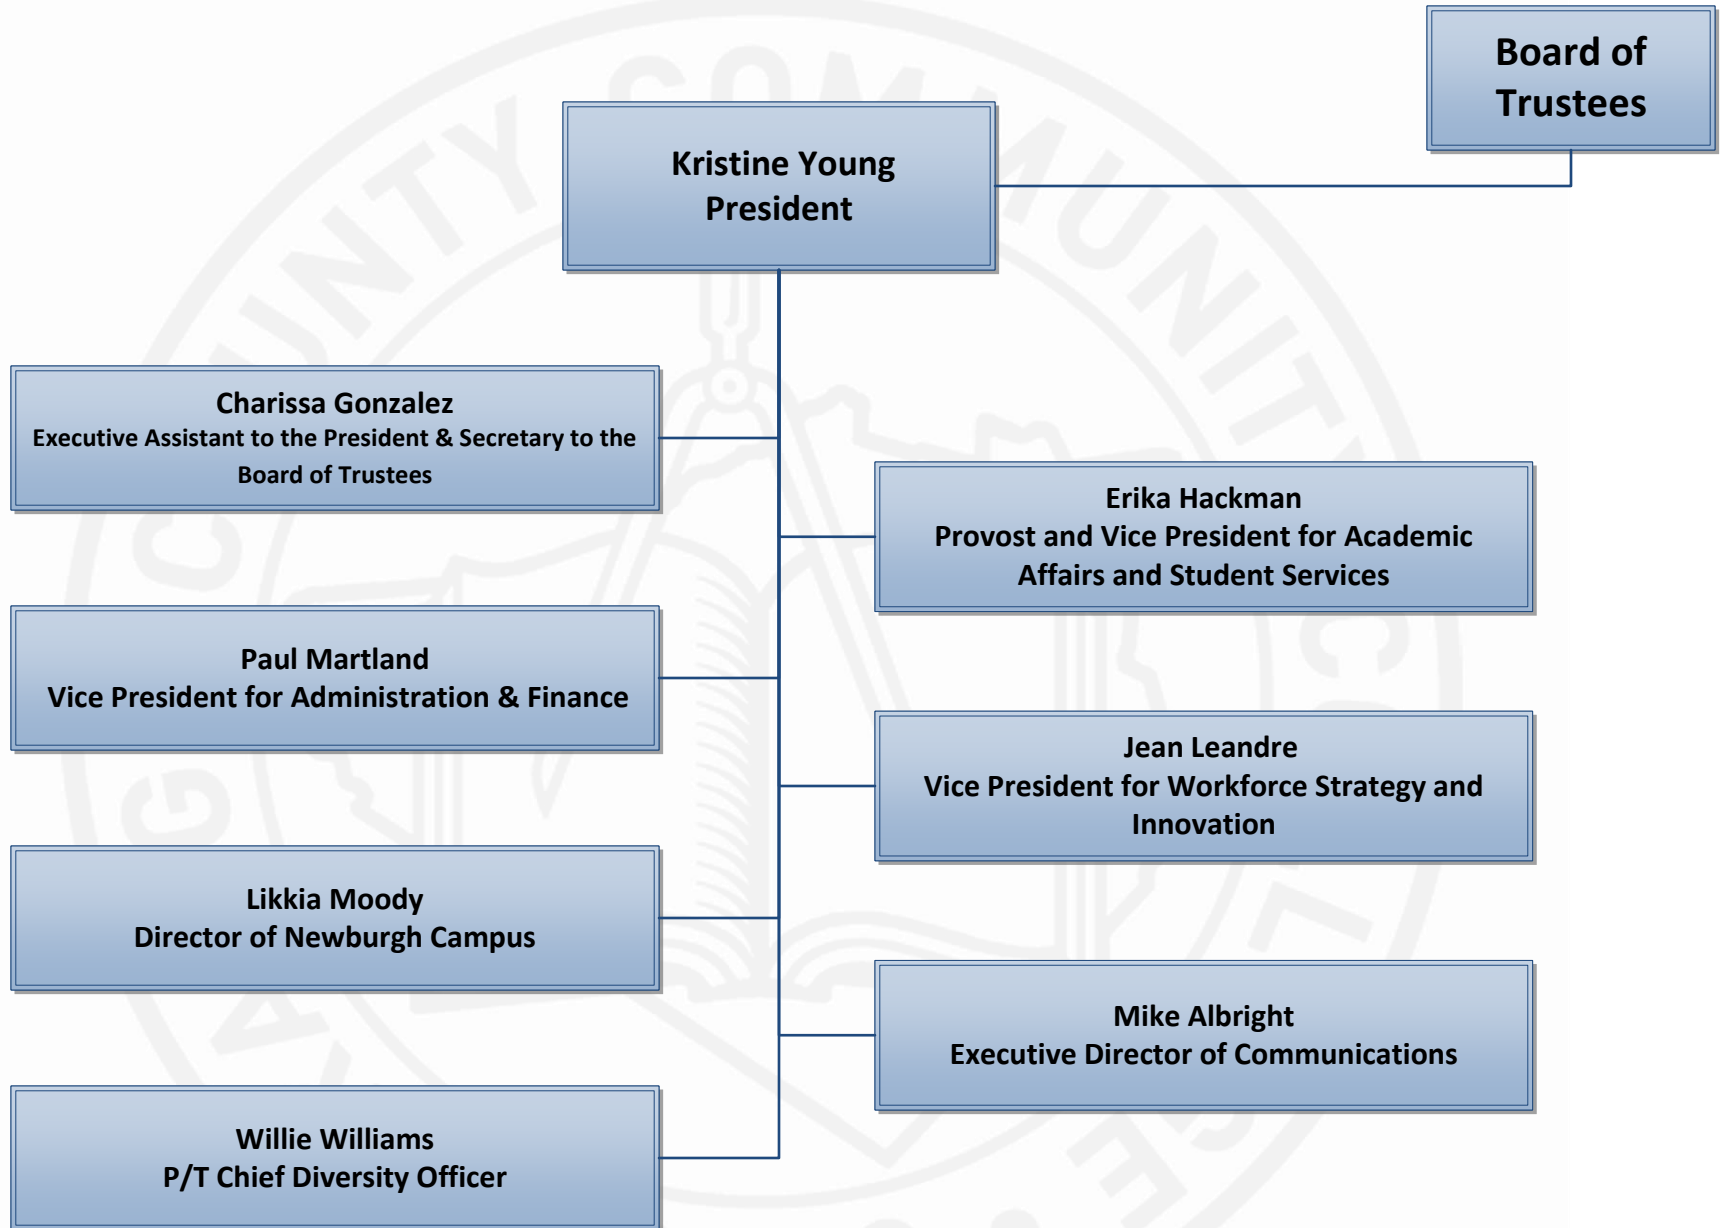 Board of
Trustees
Kristine Young
President
Charissa Gonzalez
Executive Assistant to the President & Secretary to the
Board of Trustees
Erika Hackman
Provost and Vice President for Academic
Affairs and Student Services
Paul Martland
Vice President for Administration & Finance
Jean Leandre
Vice President for Workforce Strategy and
Innovation
Likkia Moody
Director of Newburgh Campus
Mike Albright
Executive Director of Communications
Willie Williams
P/T Chief Diversity Officer
COUNTY COMMUNITY